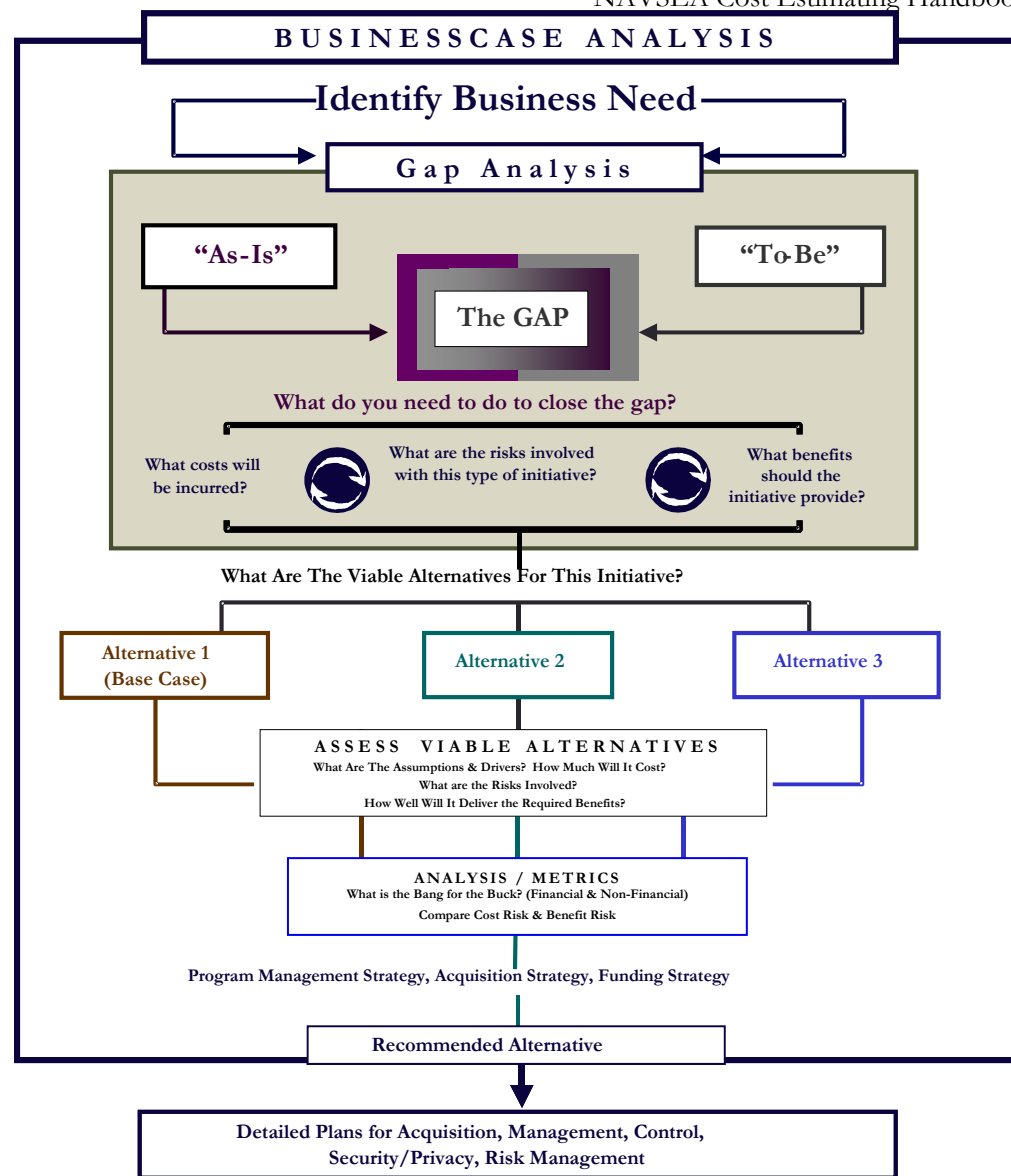 NAVSEA Cost Estimating Handboo
BUSINESSCASE ANALYSIS
Identify Business Need
Gap Analysis
“As-Is”
“To-Be”
The GAP
What do you need to do to close the gap?
What costs will
be incurred?
What are the risks involved
with this type of initiative?
What benefits
should the
initiative provide?
What Are The Viable Alternatives For This Initiative?
Alternative 1
(Base Case)
Alternative 2
Alternative 3
ASSESS VIABLE ALTERNATIVES
What Are The Assumptions & Drivers? How Much Will It Cost?
What are the Risks Involved?
How Well Will It Deliver the Required Benefits?
ANALYSIS / METRICS
What is the Bang for the Buck? (Financial & Non-Financial)
Compare Cost Risk & Benefit Risk
Program Management Strategy, Acquisition Strategy, Funding Strategy
Recommended Alternative
Detailed Plans for Acquisition, Management, Control,
Security/Privacy, Risk Management